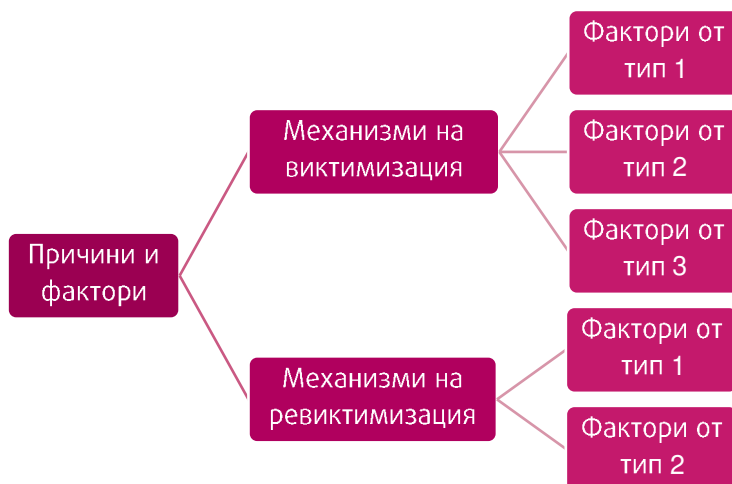 Причини и
фактори
Механизми на
виктимизация
Фактори от
тип 1
Фактори от
тип 2
Фактори от
тип 3
Механизми на
ревиктимизация
Фактори от
тип 1
Фактори от
тип 2